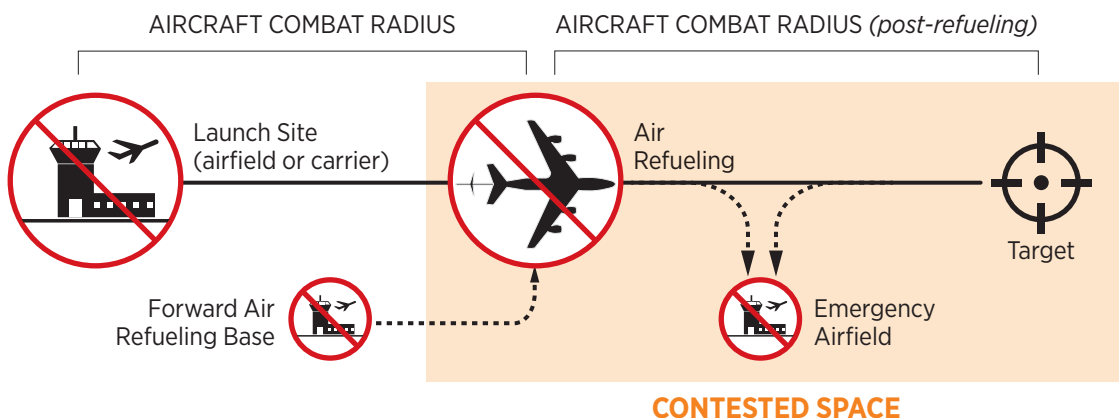 AIRCRAFT COMBAT RADIUS
AIRCRAFT COMBAT RADIUS (post-refueling)
Launch Site
(airfield or carrier)
Air
Refueling
Target
Forward Air
Refueling Base
Emergency
Airfield
CONTESTED SPACE